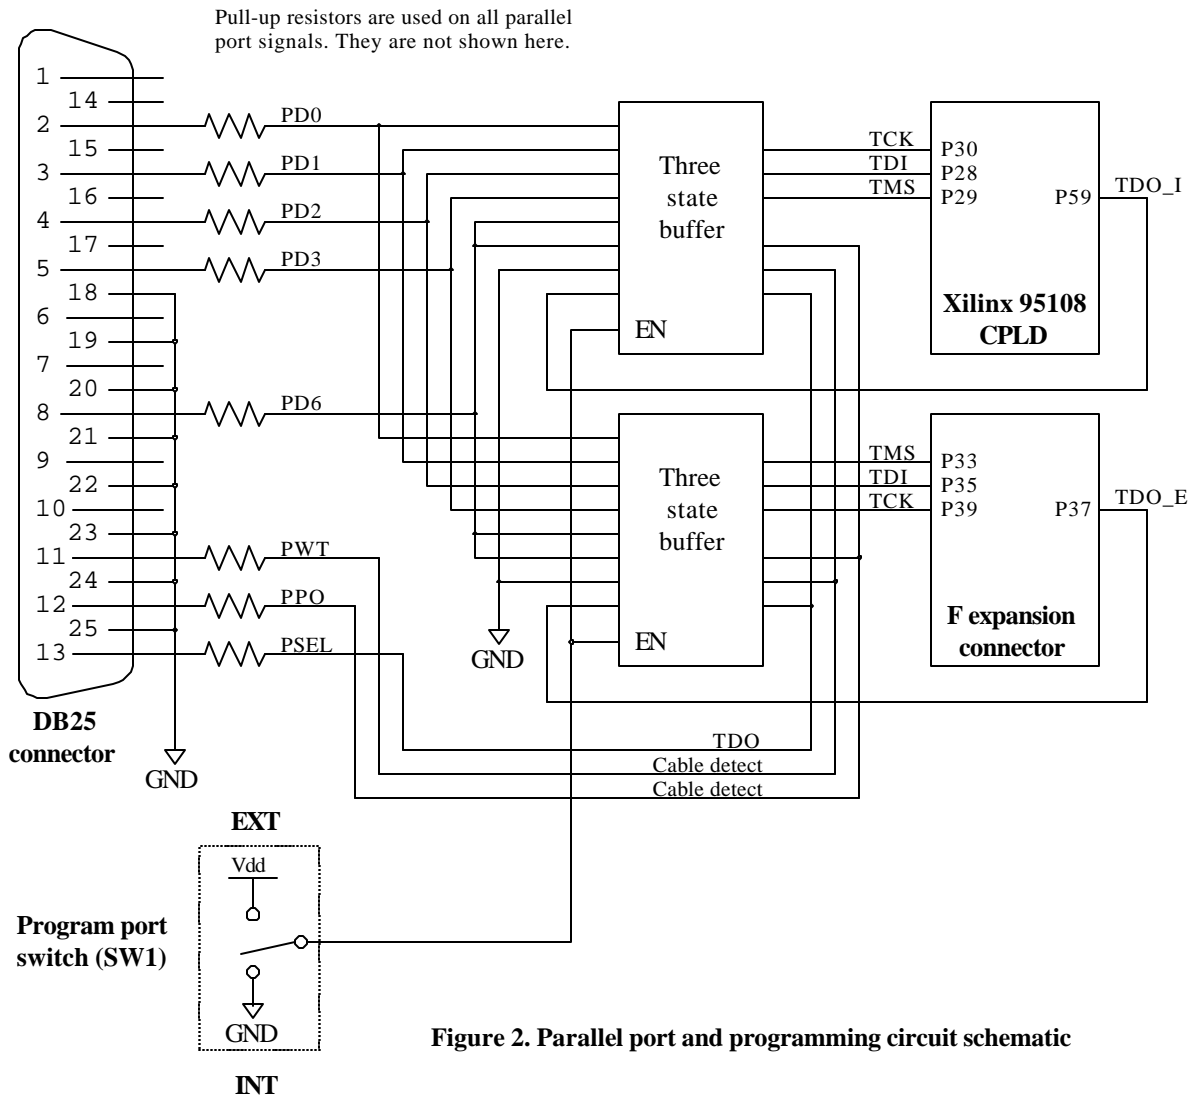 Pull-up resistors are used on all parallel
port signals. They are not shown here.
1
14
2
PD0
15
3
PD1
16
4
PD2
17
5
PD3
18
6
19
7
20
8
PD6
21
9
22
10
23
11
PWT
24
12
PPO
25
13
PSEL
DB25
connector
GND
Three
state
buffer
EN
TCK
TDI
TMS
P30
P28
P29
P59
TDO_I
Xilinx 95108
CPLD
Three
state
buffer
EN
TMS
TDI
TCK
P33
P35
P39
P37
TDO_E
F expansion
connector
GND
TDO
Cable detect
Cable detect
EXT
Vdd
Program port
switch (SW1)
GND
INT
Figure 2. Parallel port and programming circuit schematic